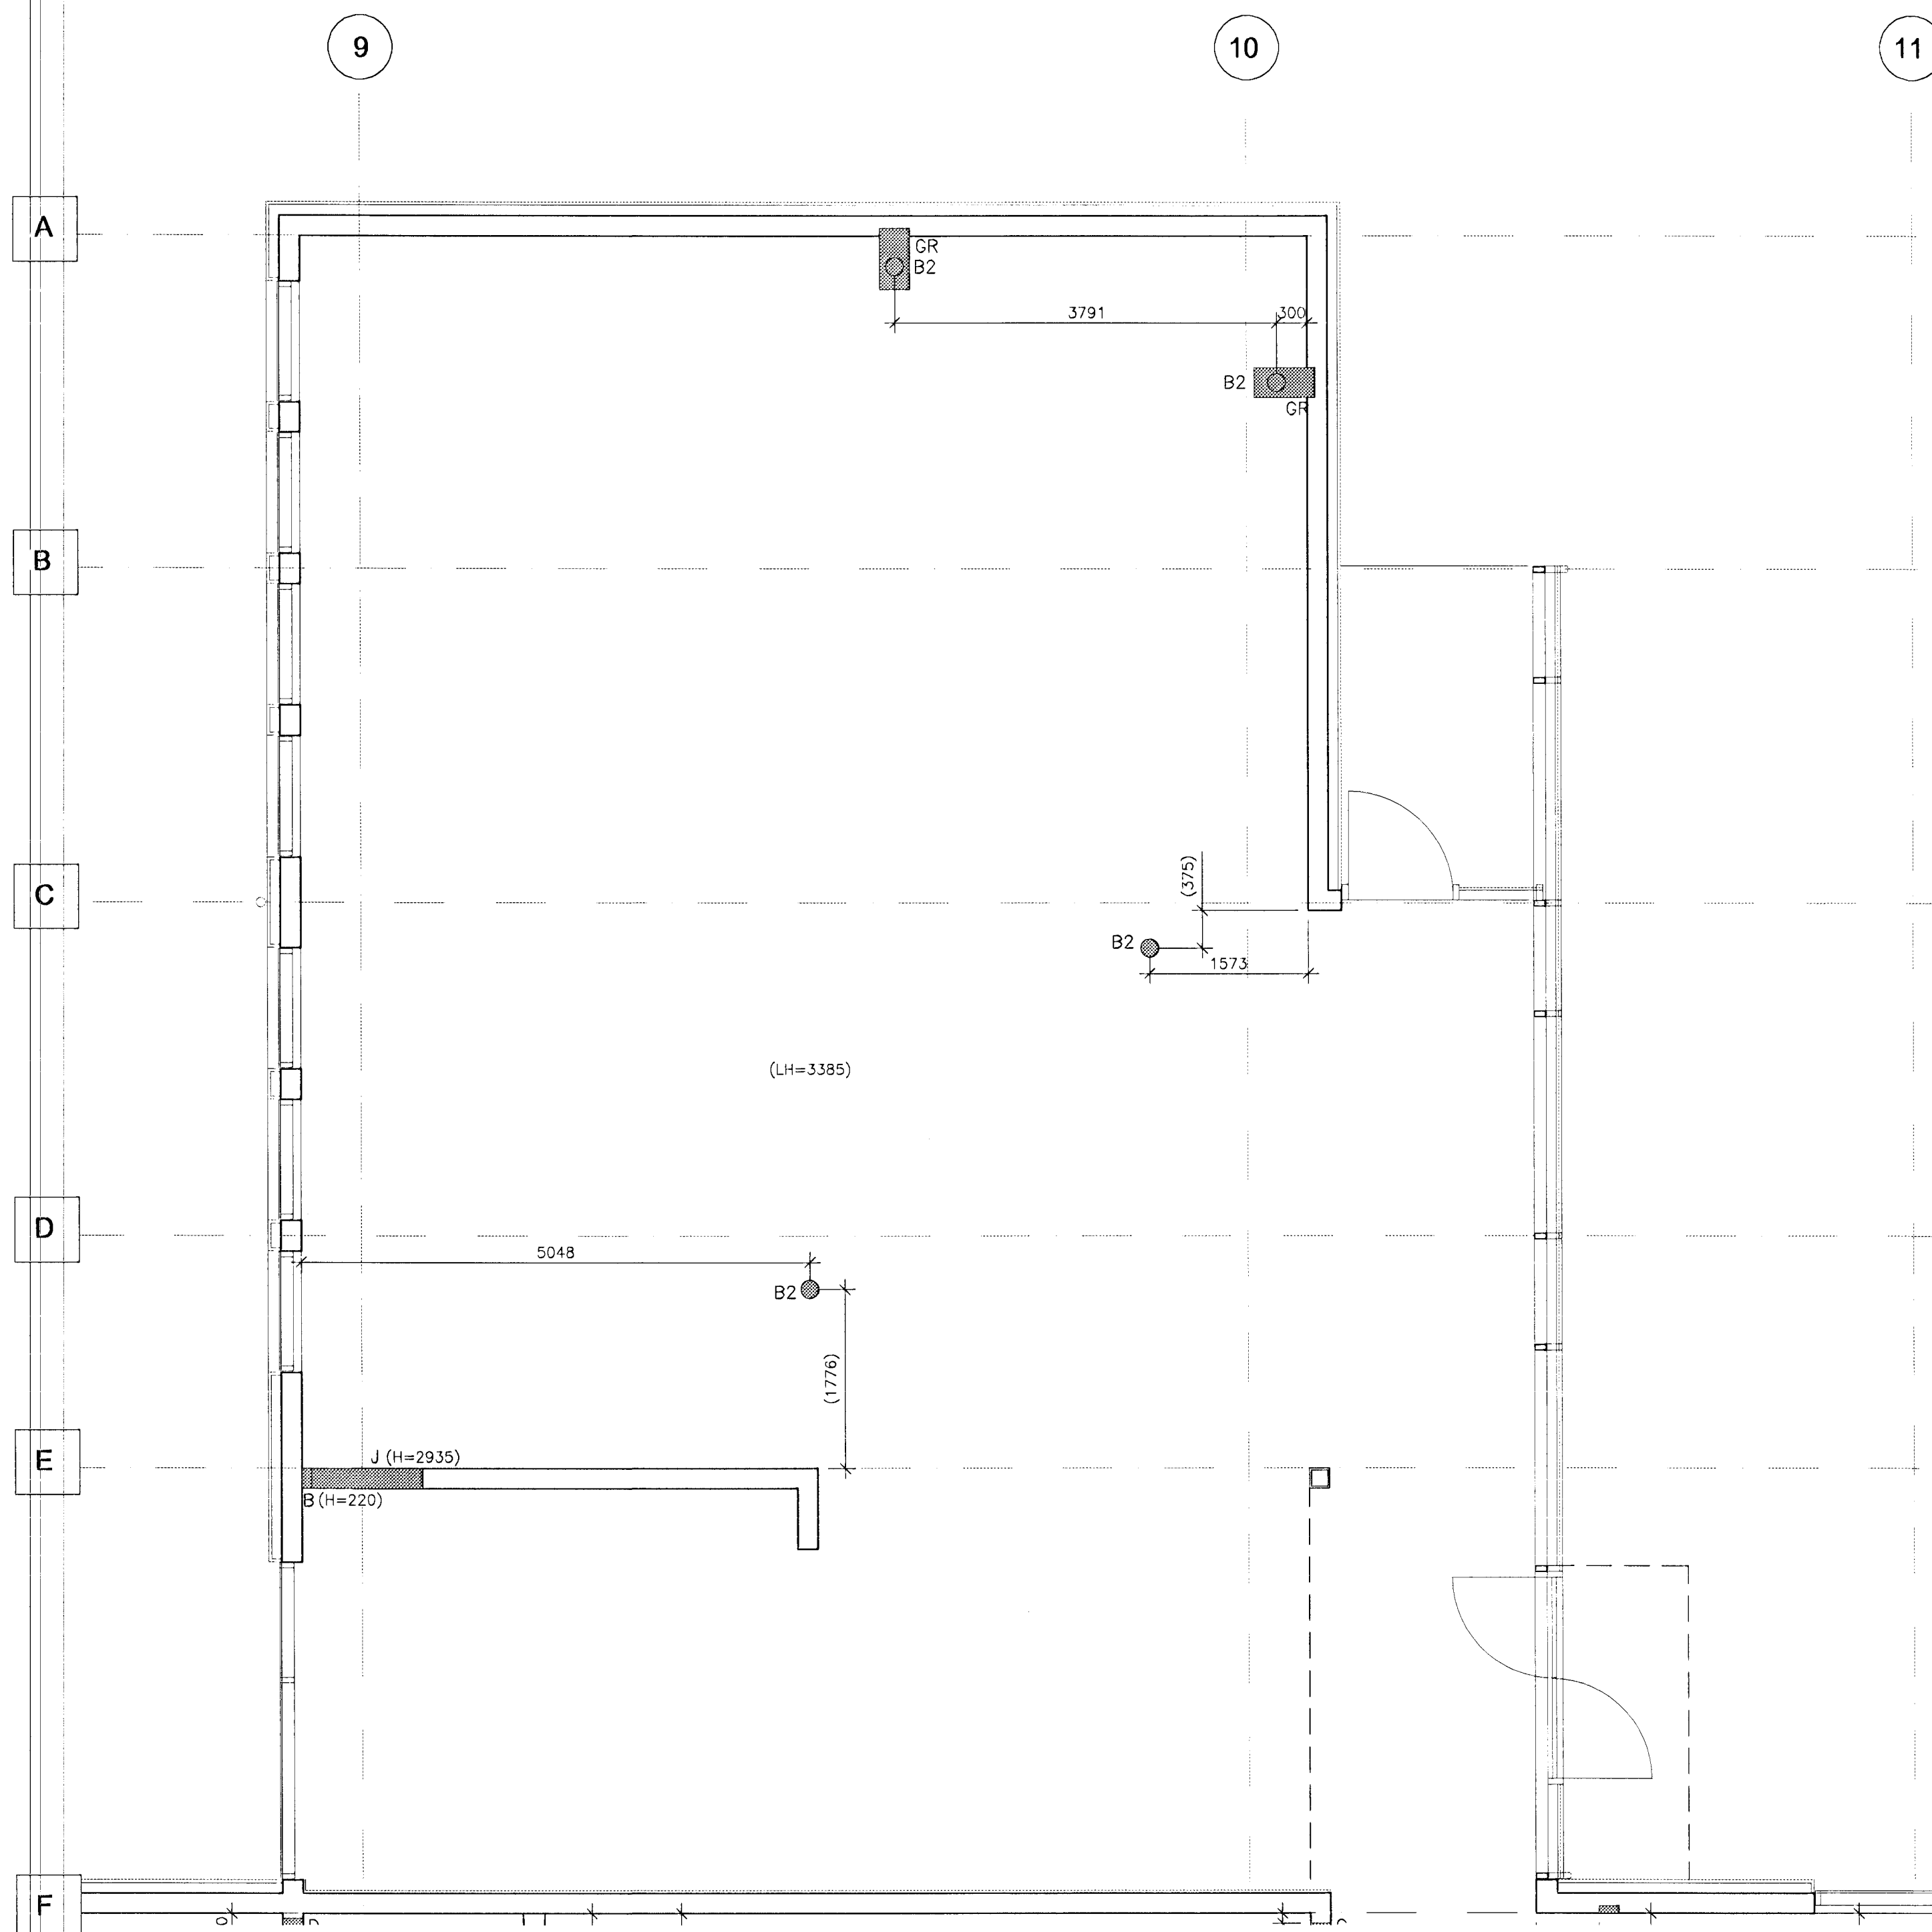 9 10 11
A
GR
B2
3791 300
B2
GR
B
(375)
C
B2
1573
(LH=3385)
D
5048
B2
(1776)
E
J (H=2935)
B (H=220)
F